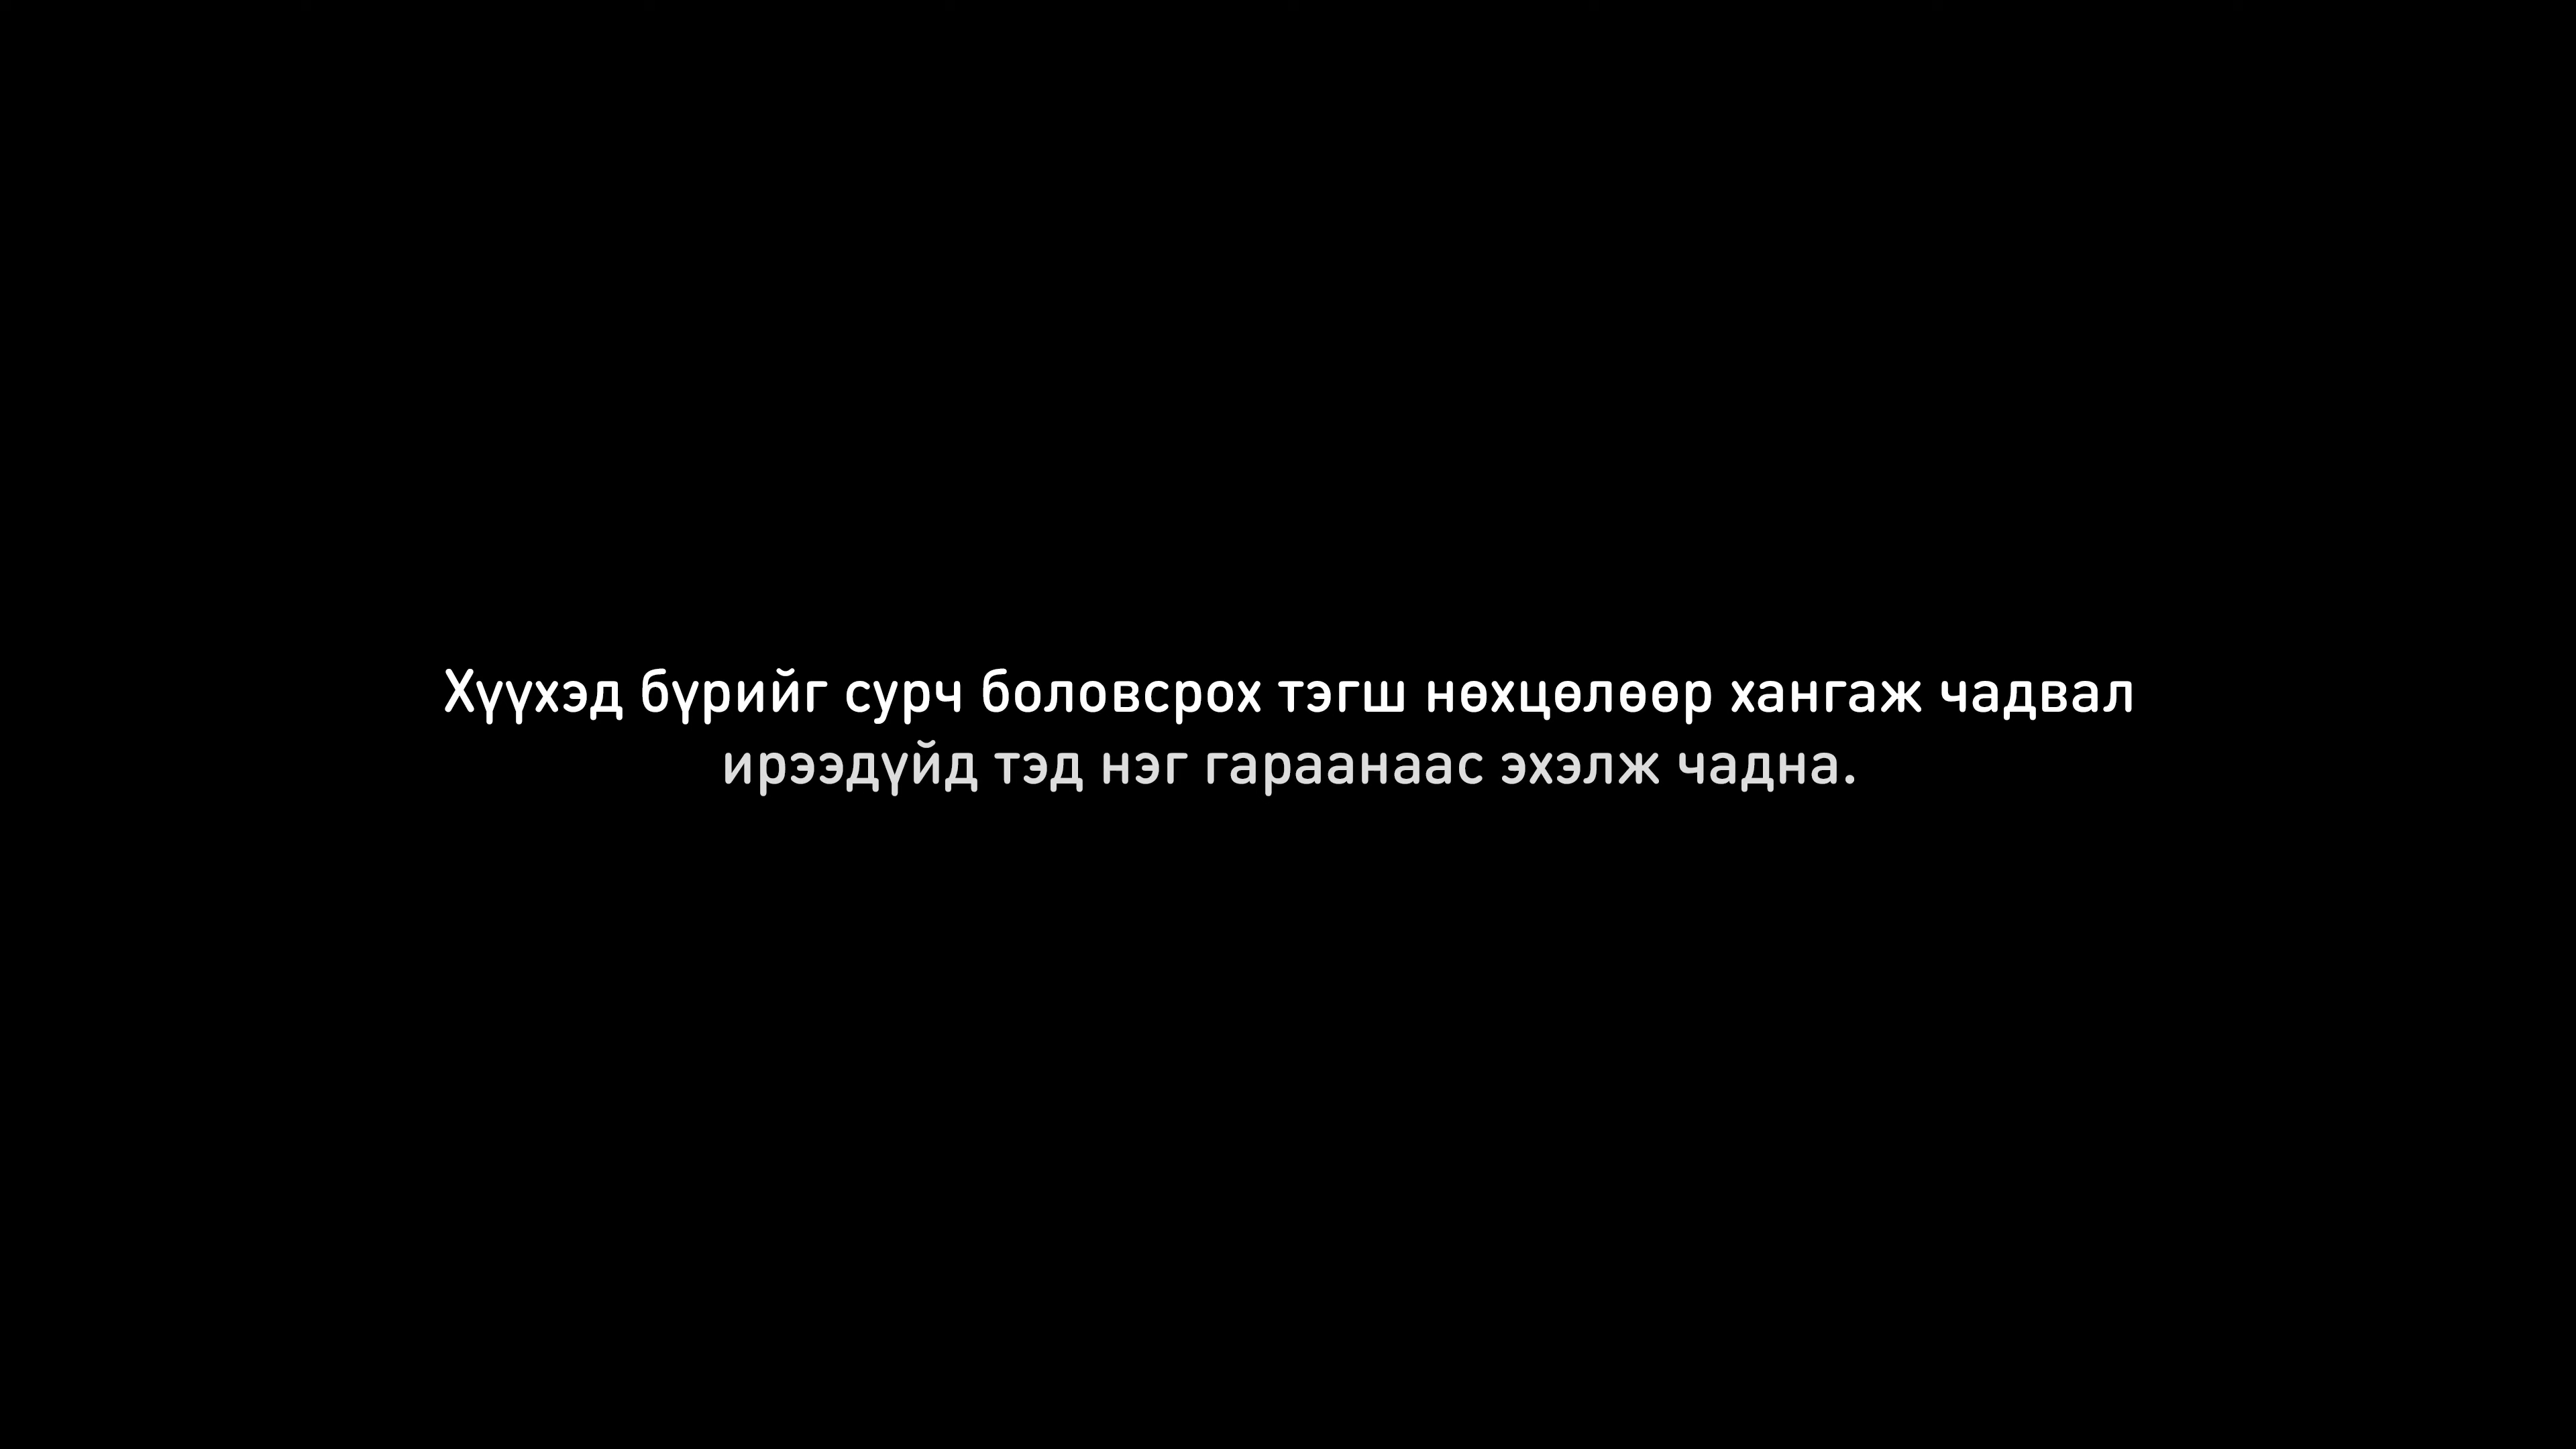 Хүүхэд бүрийг сурч боловсрох тэгш нөхцөлөөр хангаж чадвал
ирээдүйд тэд нэг гараанаас эхэлж чадна.